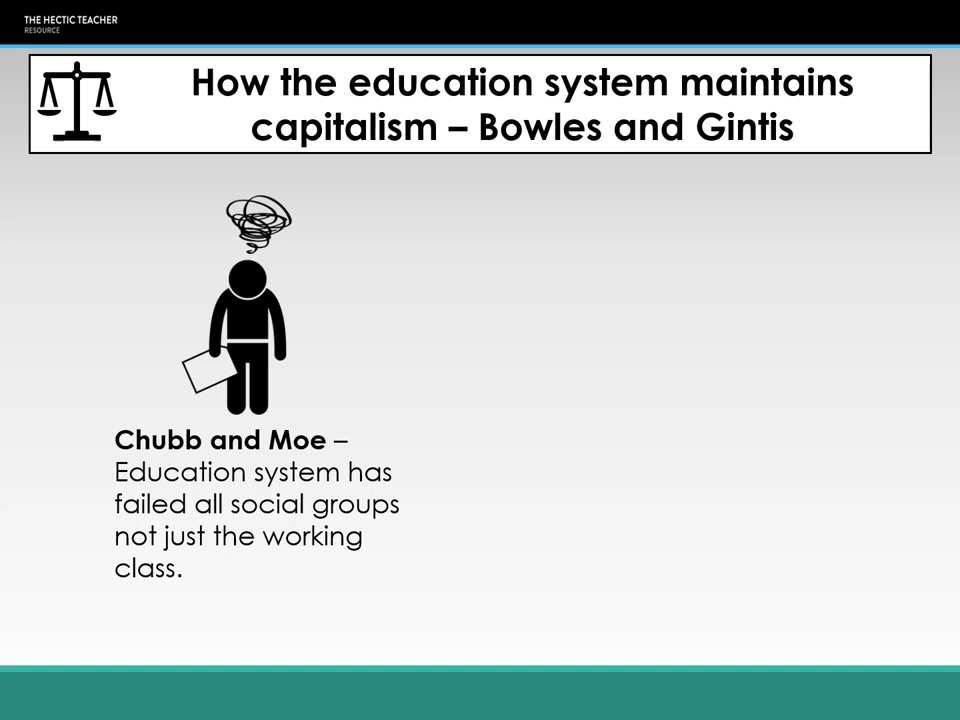 THE HECTIC TEACHER
RESOURCE
How the education system maintains
capitalism – Bowles and Gintis
Chubb and Moe –
Education system has
failed all social groups
not just the working
class.